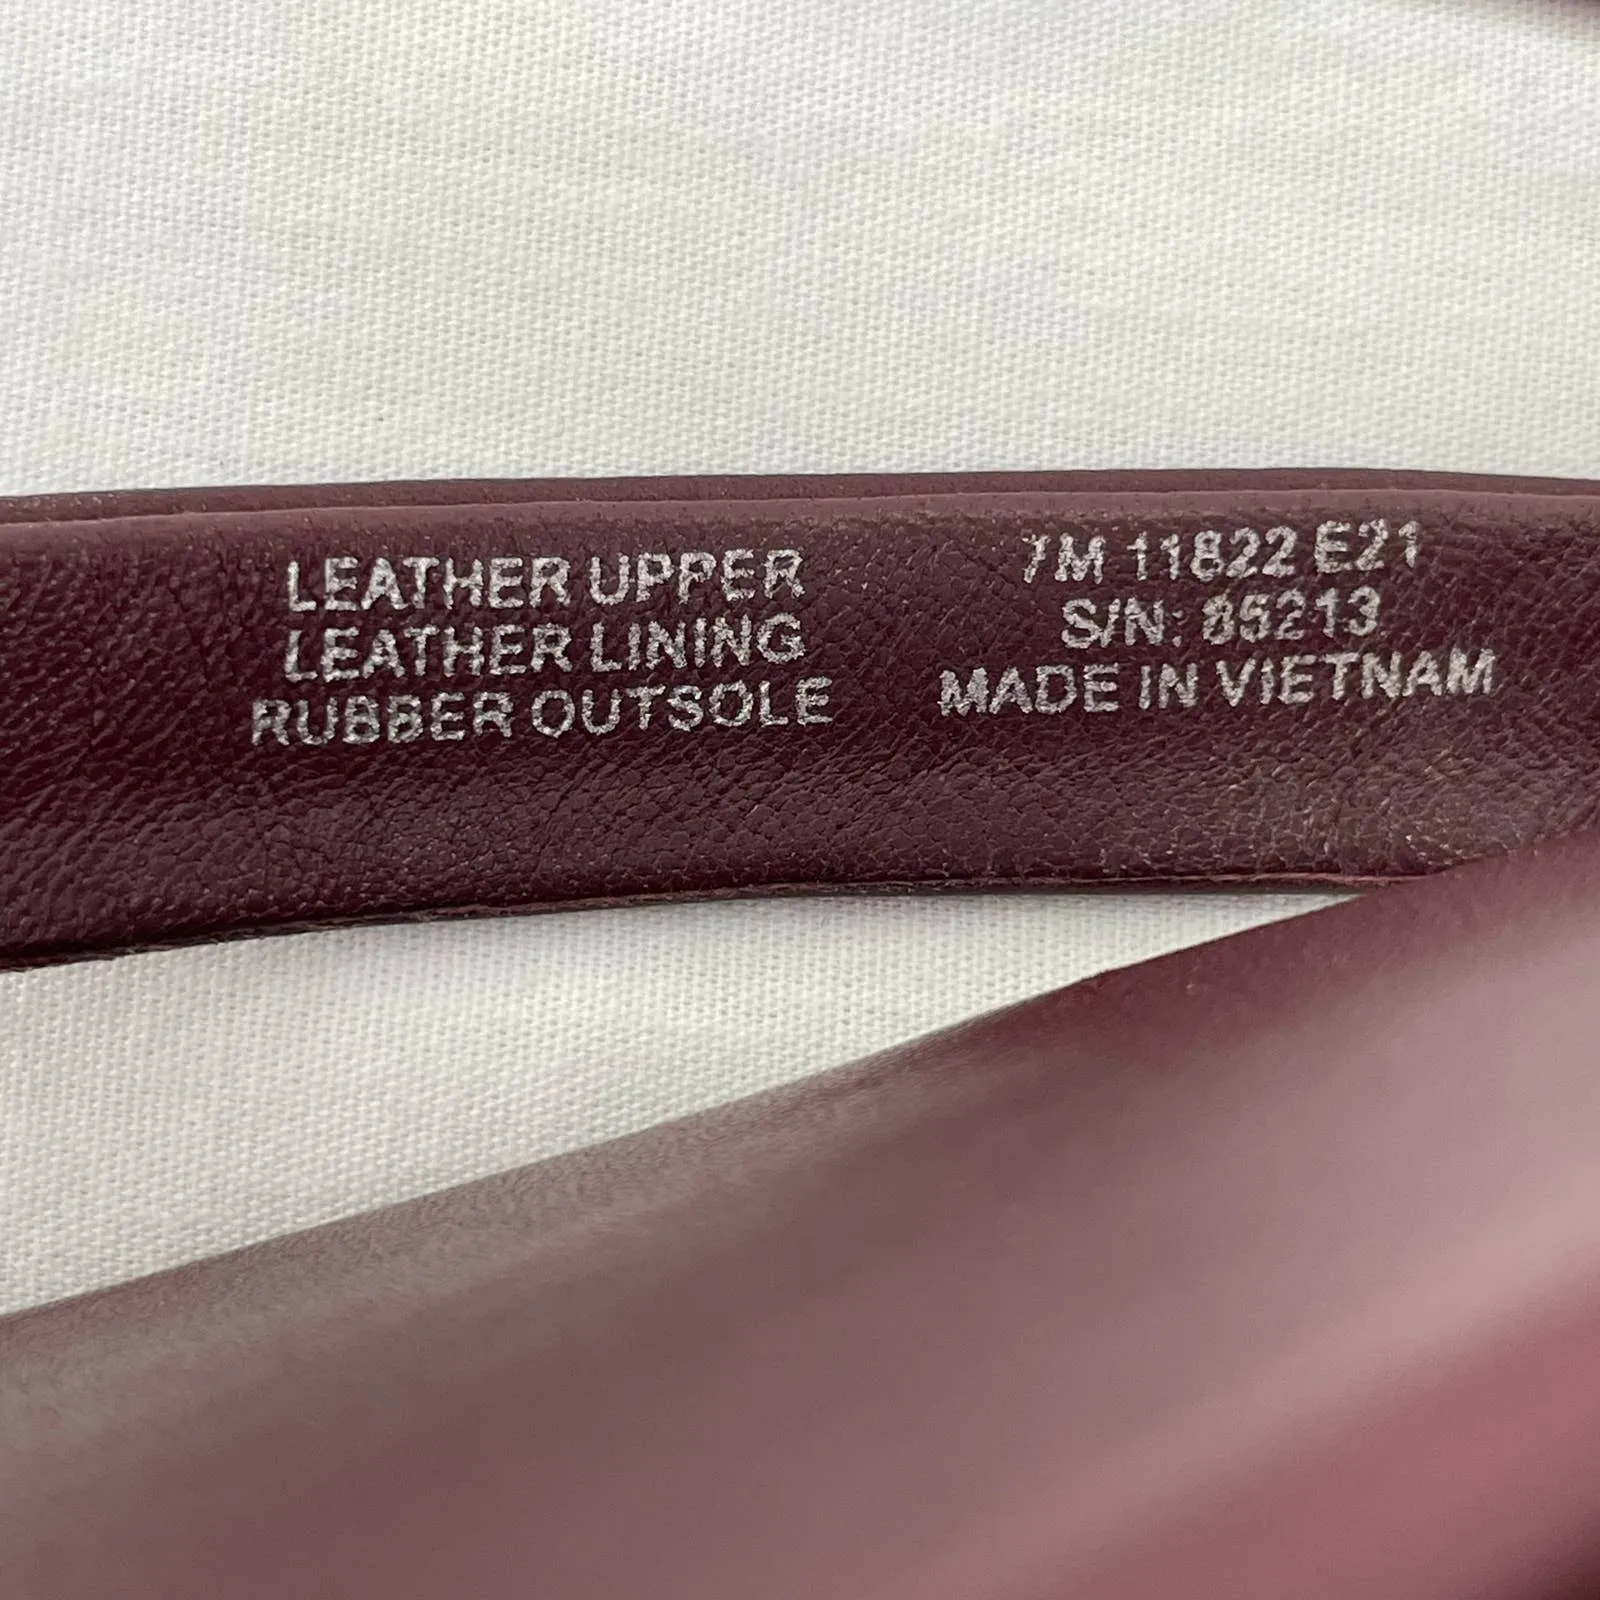 LEATHER UPPER
LEATHER LINING
RUBBER OUTSOLE
7M 11822 E21
S/N: 85213
MADE IN VIETNAM